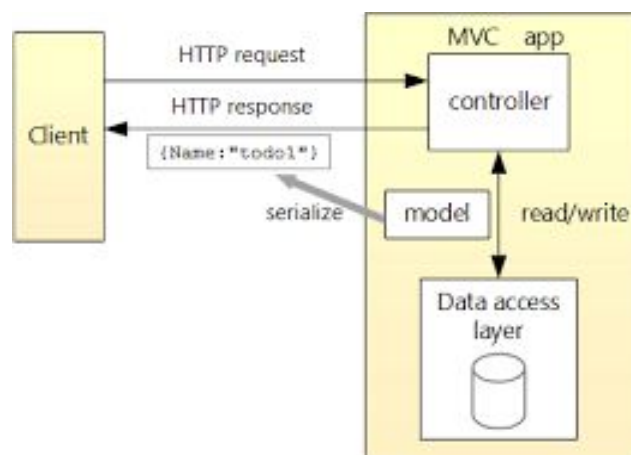 MVC app
HTTP request
controller
HTTP response
Client
{Name:"todo1"}
serialize
model
read/write
Data access
layer